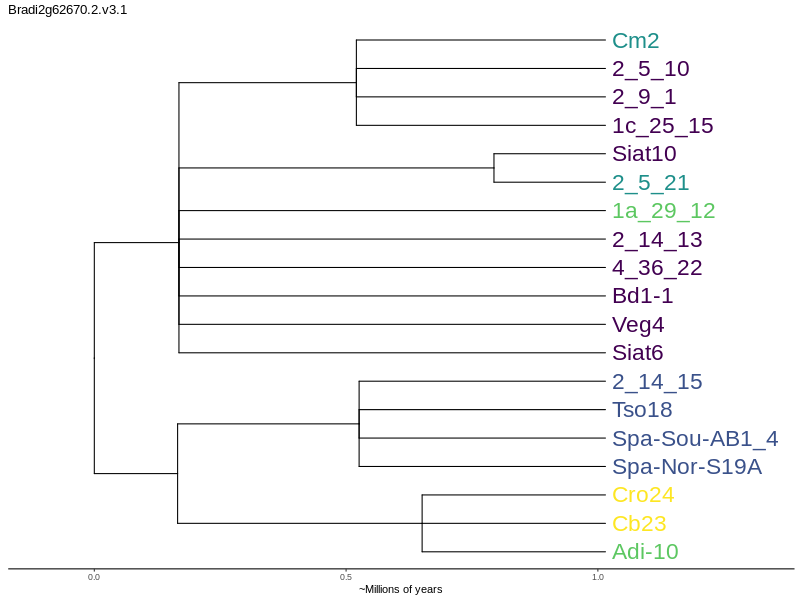 Bradi2g62670.2.v3.1
Cm2
2_5_10
2_9_1
1c_25_15
Siat10
2_5_21
1a_29_12
2_14_13
4_36_22
Bd1-1
Veg4
Siat6
2_14_15
Tso18
Spa-Sou-AB1_4
Spa-Nor-S19A
Cro24
Cb23
Adi-10
0.0 0.5 1.0
~Millions of years